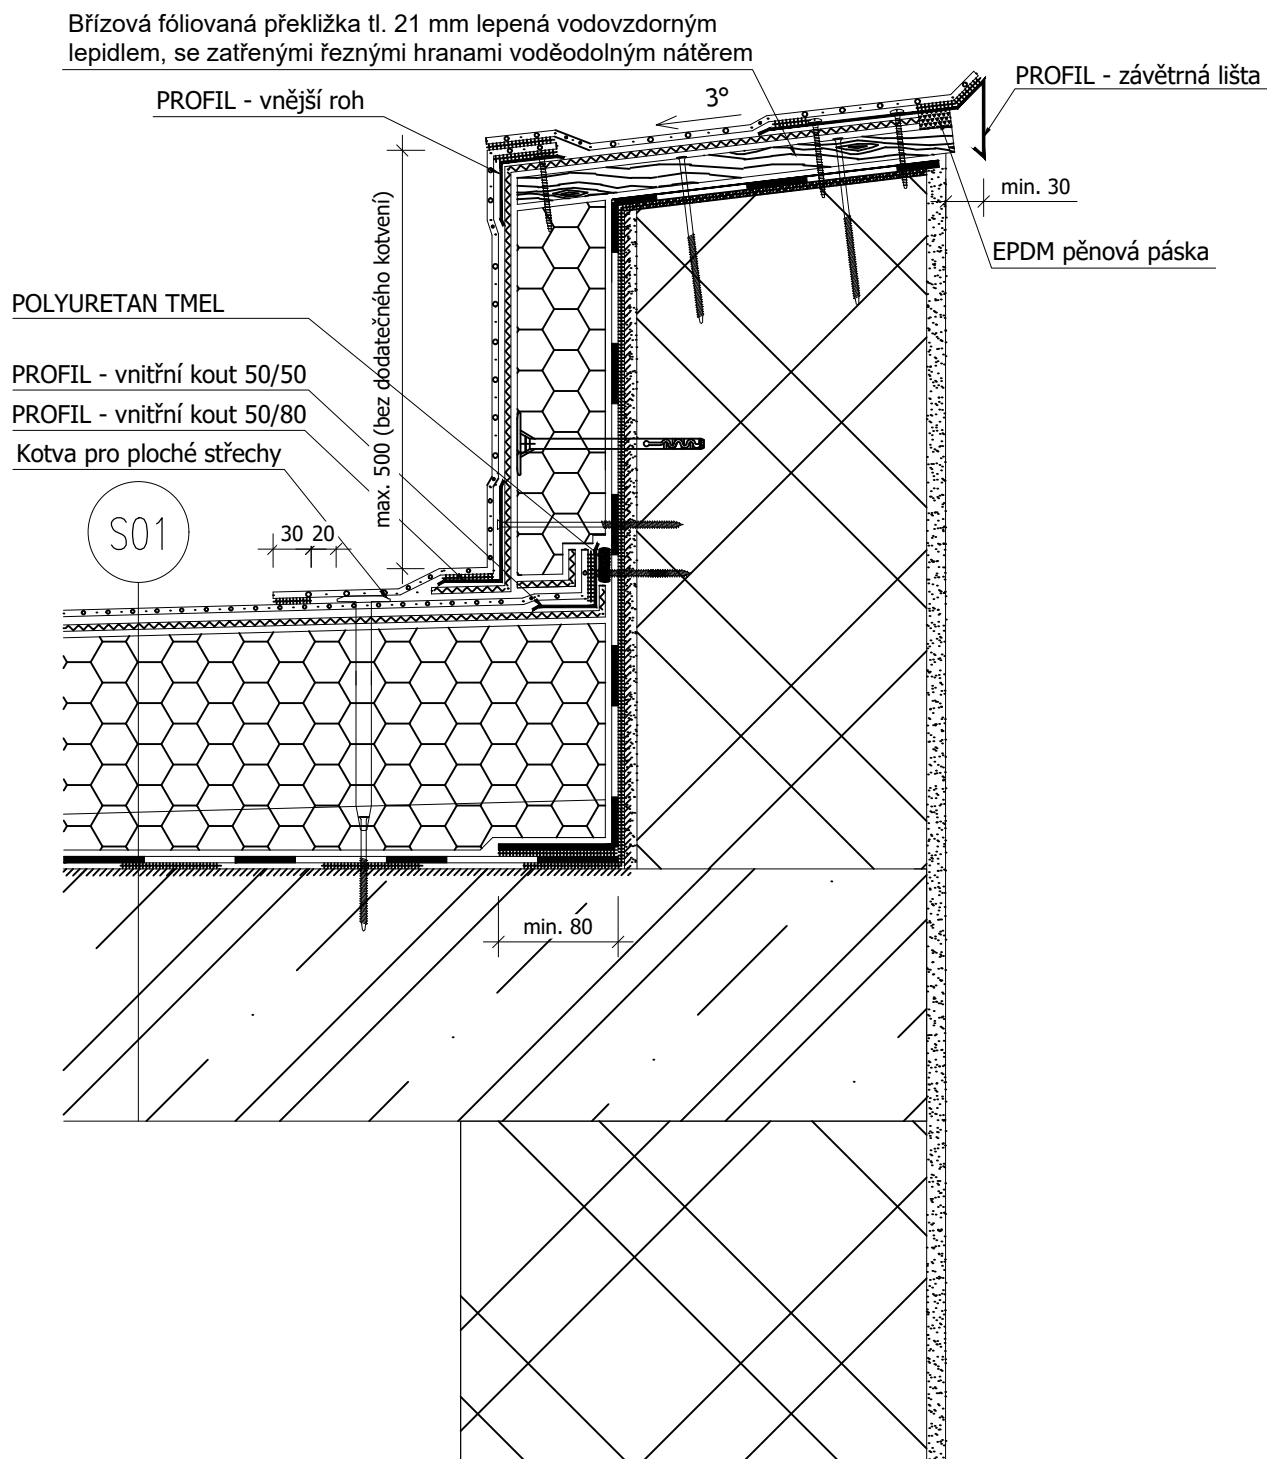 Břízová fóliovaná překližka tl. 21 mm lepená vodovzdorným
lepidlem, se zatřenými řeznými hranami voděodolným nátěrem
PROFIL - závětrná lišta
PROFIL - vnější roh
3°
min. 30
EPDM pěnová páska
max. 500 (bez dodatečného kotvení)
POLYURETAN TMEL
PROFIL - vnitřní kout 50/50
PROFIL - vnitřní kout 50/80
Kotva pro ploché střechy
S01
30 20
min. 80